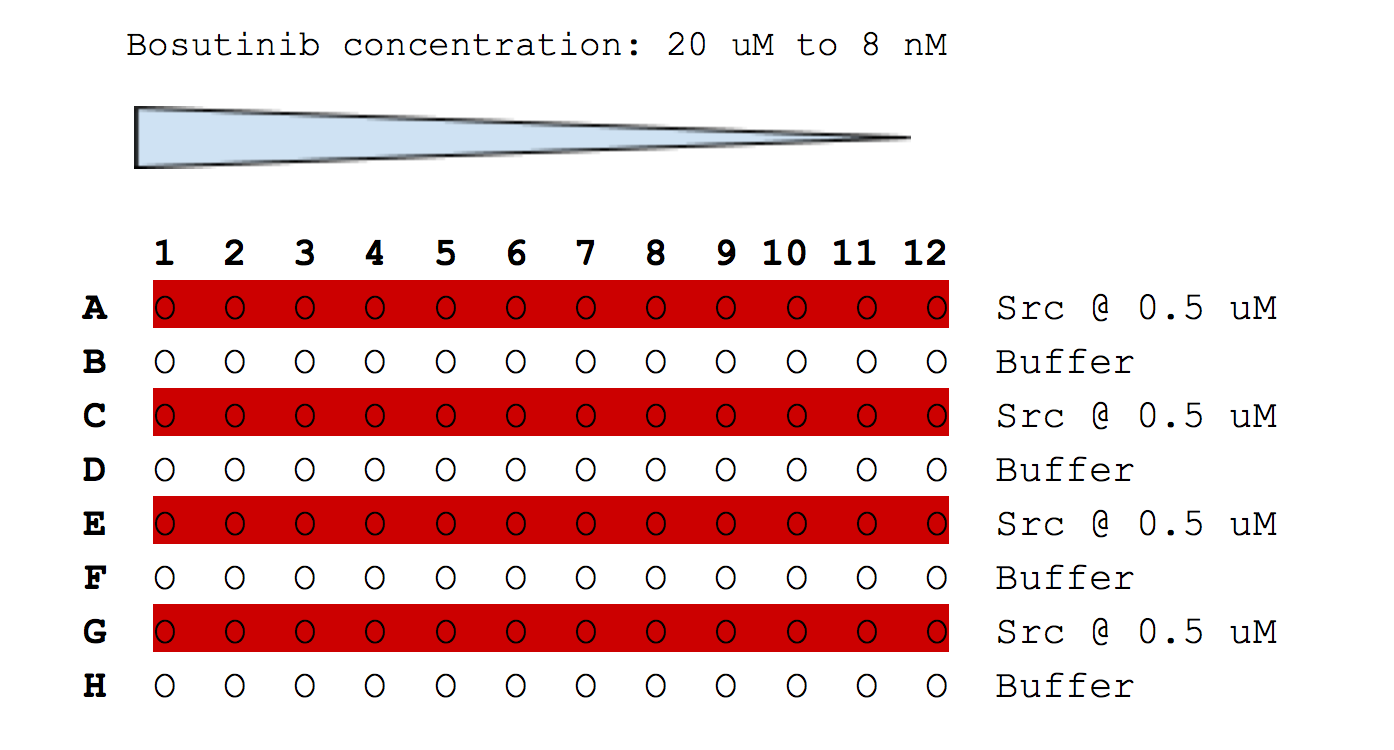 Bosutinib concentration: 20 uM to 8 nM
1 2 3 4 5 6 7 8 9 10 11 12
A O O O O O O O O O O O O Src @ 0.5 uM
B O O O O O O O O O O O O Buffer
C O O O O O O O O O O O O Src @ 0.5 uM
D O O O O O O O O O O O O Buffer
E O O O O O O O O O O O O Src @ 0.5 uM
F O O O O O O O O O O O O Buffer
G O O O O O O O O O O O O Src @ 0.5 uM
H O O O O O O O O O O O O Buffer